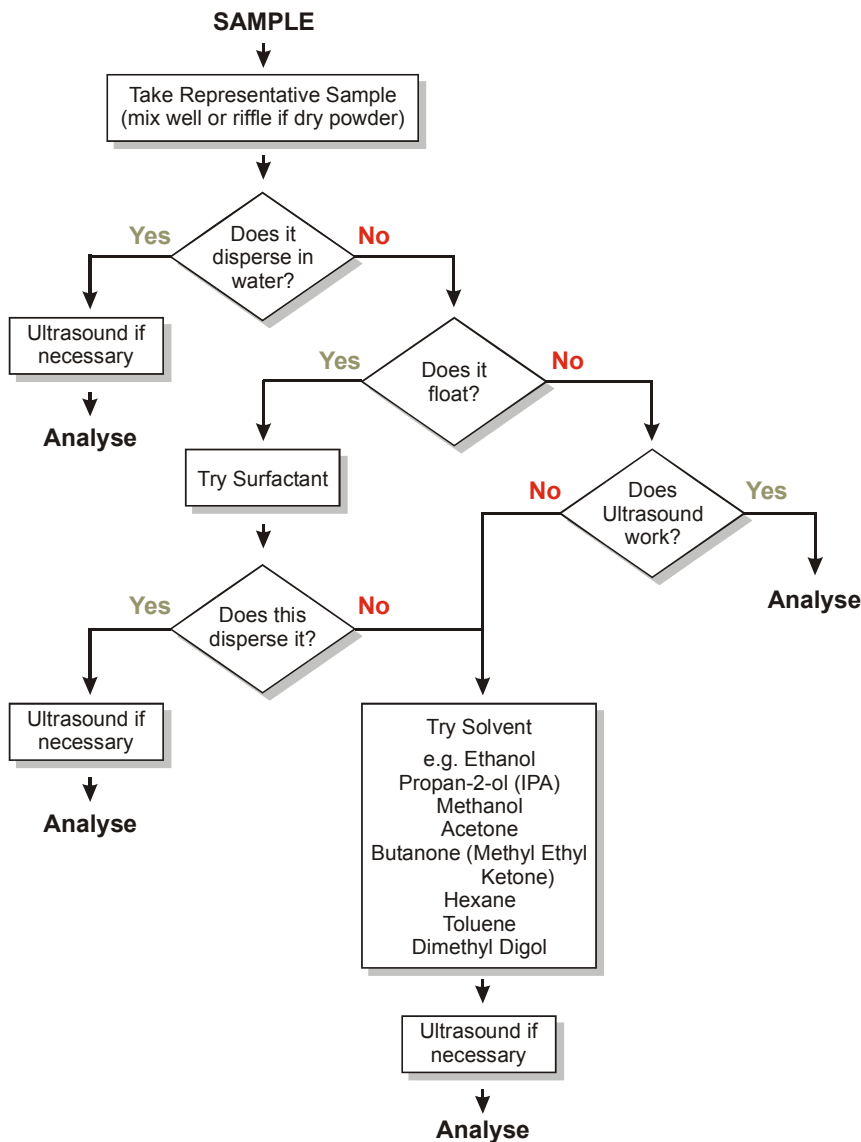 SAMPLE
Take Representative Sample
(mix well or riffle if dry powder)
Yes
Does it
disperse in
water?
No
Ultrasound if
necessary
Analyse
Yes
Does it
float?
No
Try Surfactant
No
Does
Ultrasound
work?
Yes
Analyse
Yes
Does this
disperse it?
No
Ultrasound if
necessary
Analyse
Try Solvent
e.g. Ethanol
Propan-2-ol (IPA)
Methanol
Acetone
Butanone (Methyl Ethyl
Ketone)
Hexane
Toluene
Dimethyl Digol
Ultrasound if
necessary
Analyse